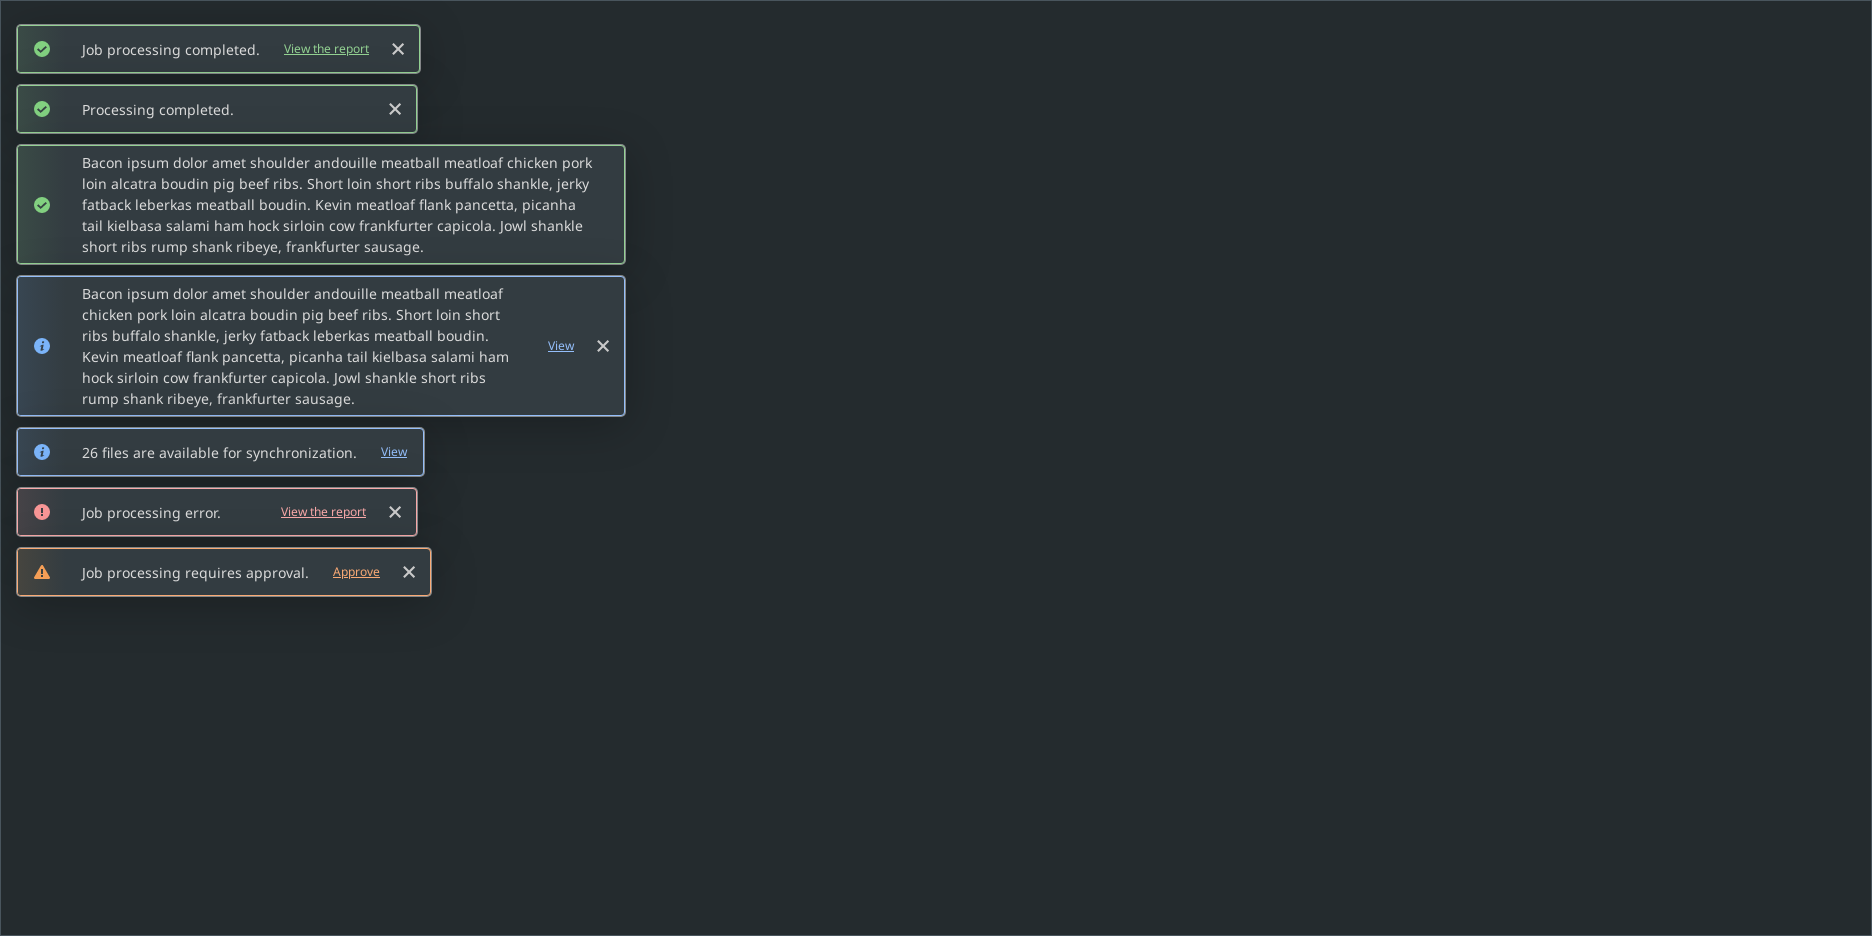 Job processing completed. View the report
Processing completed.
Bacon ipsum dolor amet shoulder andouille meatball meatloaf chicken pork
loin alcatra boudin pig beef ribs. Short loin short ribs buffalo shankle, jerky
fatback leberkas meatball boudin. Kevin meatloaf flank pancetta, picanha
tail kielbasa salami ham hock sirloin cow frankfurter capicola. Jowl shankle
short ribs rump shank ribeye, frankfurter sausage.
Bacon ipsum dolor amet shoulder andouille meatball meatloaf
chicken pork loin alcatra boudin pig beef ribs. Short loin short
ribs buffalo shankle, jerky fatback leberkas meatball boudin.
Kevin meatloaf flank pancetta, picanha tail kielbasa salami ham
hock sirloin cow frankfurter capicola. Jowl shankle short ribs
rump shank ribeye, frankfurter sausage.
View
26 files are available for synchronization. View
Job processing error. View the report
Job processing requires approval. Approve